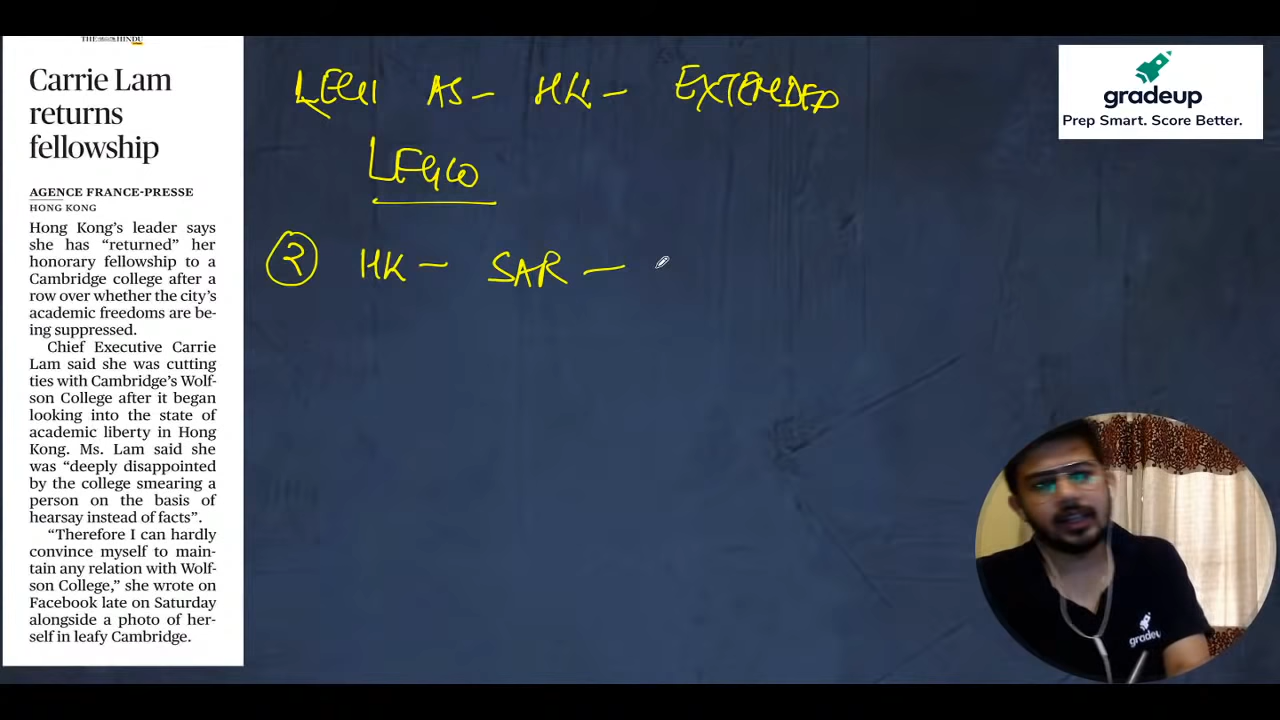 THE HINDU
Carrie Lam
returns
fellowship
AGENCE FRANCE-PRESSE
HONG KONG
Hong Kong's leader says
she has "returned" her
honorary fellowship to a
Cambridge college after a
row over whether the city's
academic freedoms are be-
ing suppressed.
Chief Executive Carrie
Lam said she was cutting
ties with Cambridge's Wolf-
son College after it began
looking into the state of
academic liberty in Hong
Kong. Ms. Lam said she
was "deeply disappointed
by the college smearing a
person on the basis of
hearsay instead of facts".
"Therefore I can hardly
convince myself to main-
tain any relation with Wolf-
son College," she wrote on
Facebook late on Saturday
alongside a photo of her-
self in leafy Cambridge.
AS - HK - EXTENDED
LEGCO
२ HK - SAR -
gradeup
Prep Smart. Score Better.
gradeup